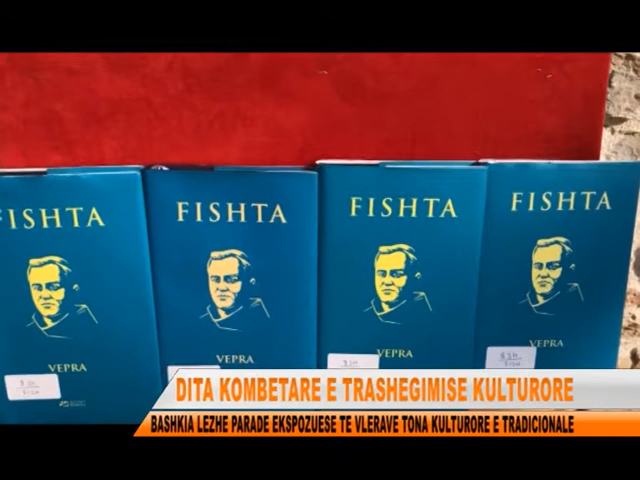 FISHTA
FISHTA
FISHTA
FISHTA
VEPRA
VEPRA
VEPRA
VEPRA
DITA KOMBETARE E TRASHEGIMISE KULTURORE
BASHKIA LEZHE PARADE EKSPOZUESE TE VLERAVE TONA KULTURORE E TRADICIONALE